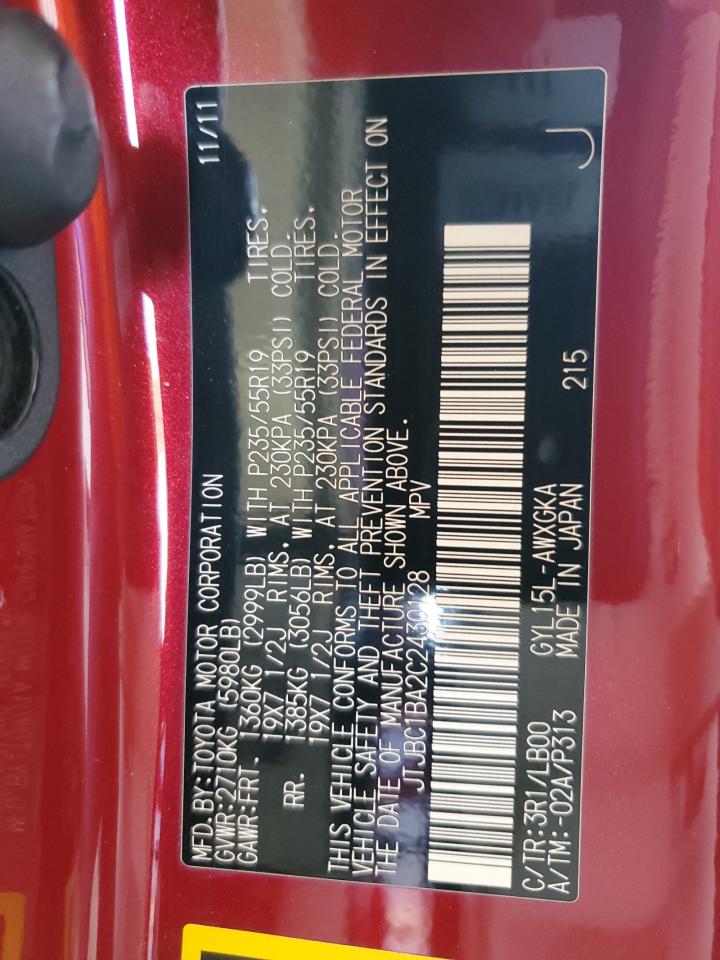 MFD.BY:TOYOTA MOTOR CORPORATION 11/11
GVWR:2710KG (5980LB)
GAWR:FRT. 1360KG (2999LB) WITH P235/55R19 TIRES.
19X7 1/2J RIMS, AT 230KPA (33PSI) COLD.
RR. 1385KG (3056LB) WITH P235/55R19 TIRES.
19X7 1/2J RIMS, AT 230KPA (33PSI) COLD.
THIS VEHICLE CONFORMS TO ALL APPLICABLE FEDERAL MOTOR
VEHICLE SAFETY AND THEFT PREVENTION STANDARDS IN EFFECT ON
THE DATE OF MANUFACTURE SHOWN ABOVE.
JTJBC1BA2C2430128 MPV
C/TR:3R1/LB00 GYL15L-AWXGKA 215 J
A/TM:-02A/P313 MADE IN JAPAN